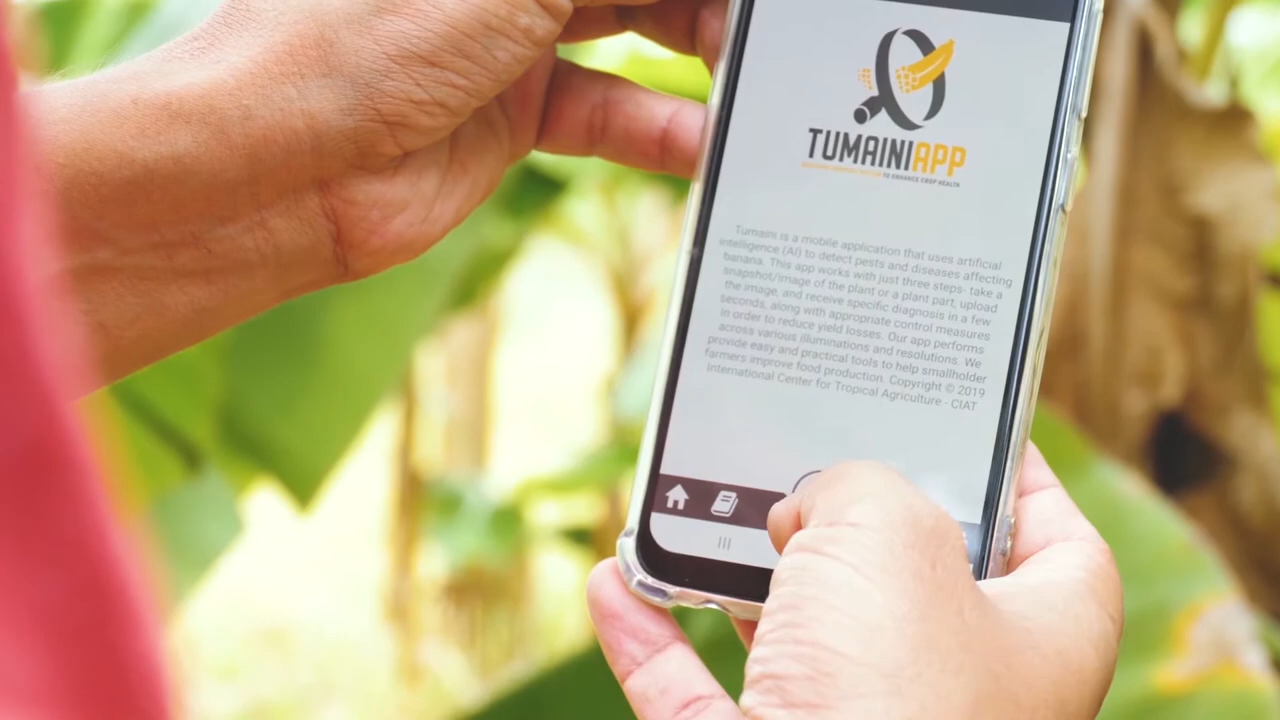 TUMAINIAPP
TO ENHANCE CROP HEALTH
Tumaini is a mobile application that uses artificial
intelligence (AI) to detect pests and diseases affecting
banana. This app works with just three steps- take a
snapshot/image of the plant or a plant part, upload
the image, and receive specific diagnosis in a few
seconds, along with appropriate control measures
in order to reduce yield losses. Our app performs
across various illuminations and resolutions. We
provide easy and practical tools to help smallholder
farmers improve food production. Copyright © 2019
International Center for Tropical Agriculture - CIAT